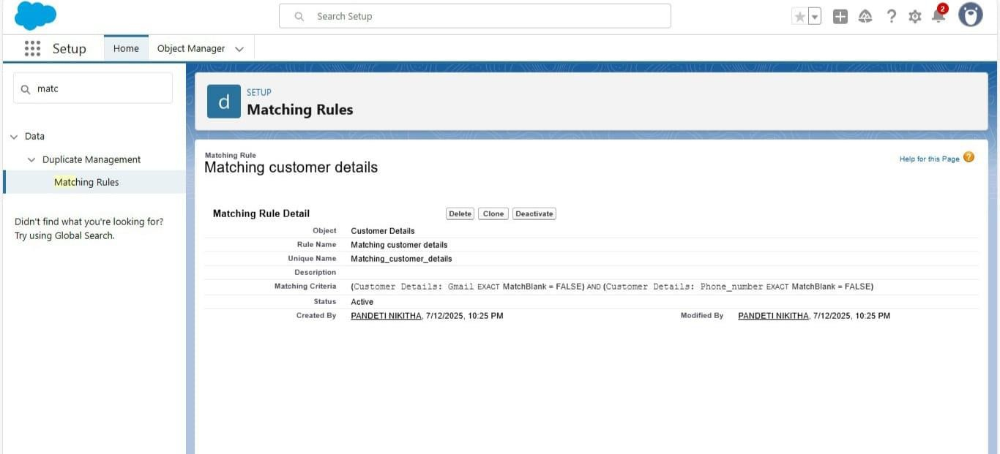 Search Setup
2
Setup Home Object Manager
matc
SETUP
d Matching Rules
Data
Duplicate Management
Matching Rules
Didn't find what you're looking for?
Try using Global Search.
Matching Rule
Matching customer details
Help for this Page ?
Matching Rule Detail Delete Clone Deactivate
Object Customer Details
Rule Name Matching customer details
Unique Name Matching_customer_details
Description
Matching Criteria (Customer Details: Gmail EXACT MatchBlank = FALSE) AND (Customer Details: Phone_number EXACT MatchBlank = FALSE)
Status Active
Created By PANDETI NIKITHA, 7/12/2025, 10:25 PM Modified By PANDETI NIKITHA, 7/12/2025, 10:25 PM